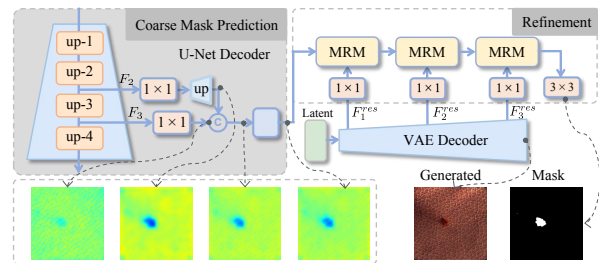 Coarse Mask Prediction
U-Net Decoder
up-1
up-2
up-3
up-4
F₂
F₃
1×1
1×1
up
C
Refinement
MRM
MRM
MRM
1×1
1×1
1×1
3×3
F₁ʳᵉˢ
F₂ʳᵉˢ
F₃ʳᵉˢ
Latent
VAE Decoder
Generated
Mask